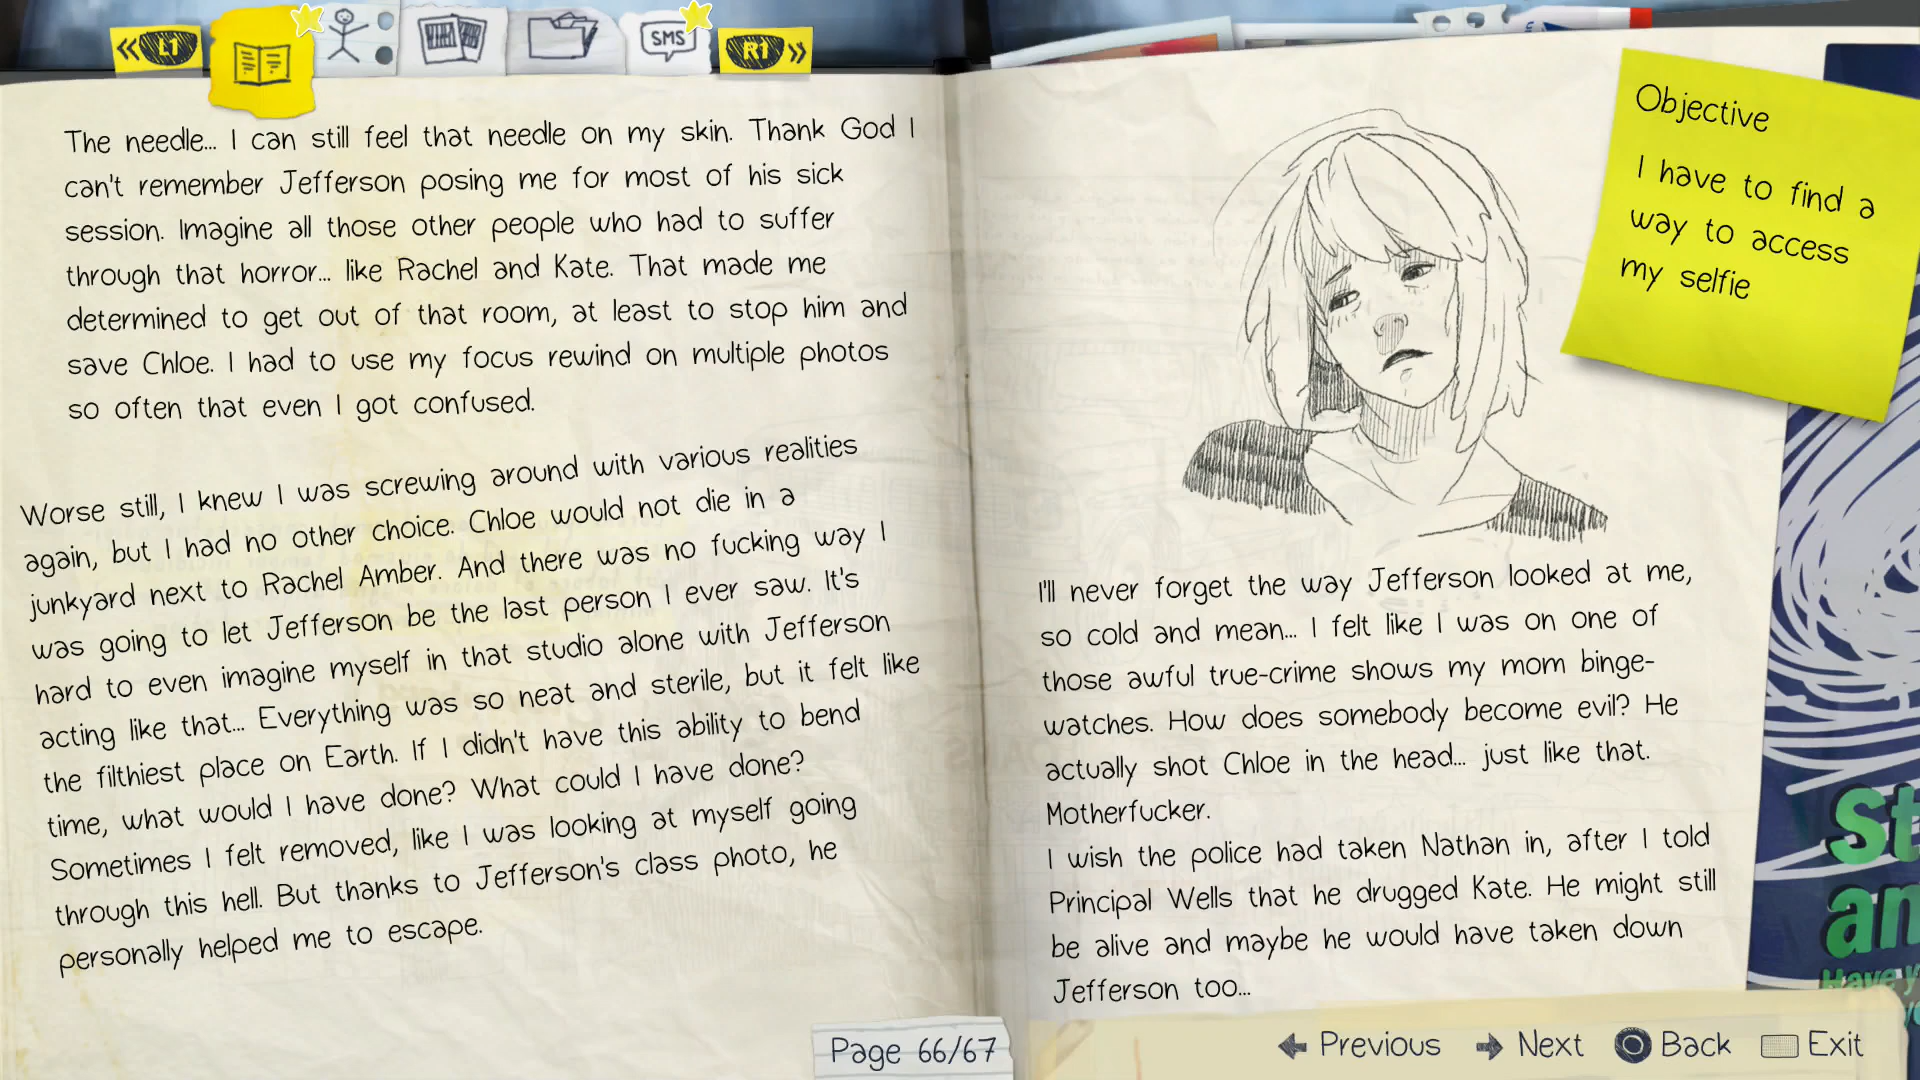 L1
SMS
R1
The needle... I can still feel that needle on my skin. Thank God I
can't remember Jefferson posing me for most of his sick
session. Imagine all those other people who had to suffer
through that horror... like Rachel and Kate. That made me
determined to get out of that room, at least to stop him and
save Chloe. I had to use my focus rewind on multiple photos
so often that even I got confused.
Worse still, I knew I was screwing around with various realities
again, but I had no other choice. Chloe would not die in a
junkyard next to Rachel Amber. And there was no fucking way I
was going to let Jefferson be the last person I ever saw. It's
hard to even imagine myself in that studio alone with Jefferson
acting like that... Everything was so neat and sterile, but it felt like
the filthiest place on Earth. If I didn't have this ability to bend
time, what would I have done? What could I have done?
Sometimes I felt removed, like I was looking at myself going
through this hell. But thanks to Jefferson's class photo, he
personally helped me to escape.
I'll never forget the way Jefferson looked at me,
so cold and mean... I felt like I was on one of
those awful true-crime shows my mom binge-
watches. How does somebody become evil? He
actually shot Chloe in the head... just like that.
Motherfucker.
I wish the police had taken Nathan in, after I told
Principal Wells that he drugged Kate. He might still
be alive and maybe he would have taken down
Jefferson too...
Objective
I have to find a
way to access
my selfie
St
an
Have y
Page 66/67
Previous
Next
Back
Exit